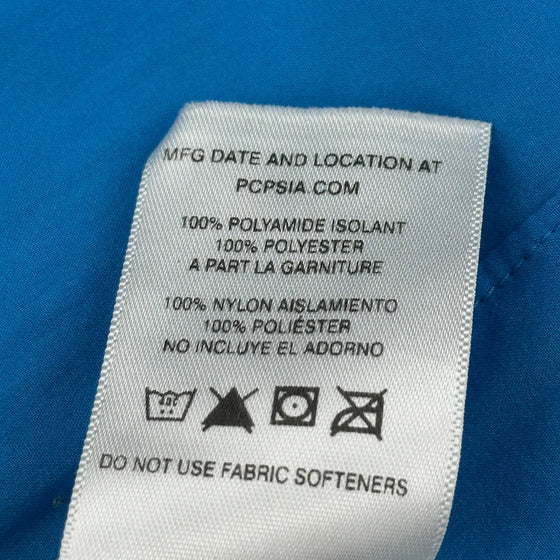 MFG DATE AND LOCATION AT
PCPSIA.COM
100% POLYAMIDE ISOLANT
100% POLYESTER
A PART LA GARNITURE
100% NYLON AISLAMIENTO
100% POLIÉSTER
NO INCLUYE EL ADORNO
DO NOT USE FABRIC SOFTENERS